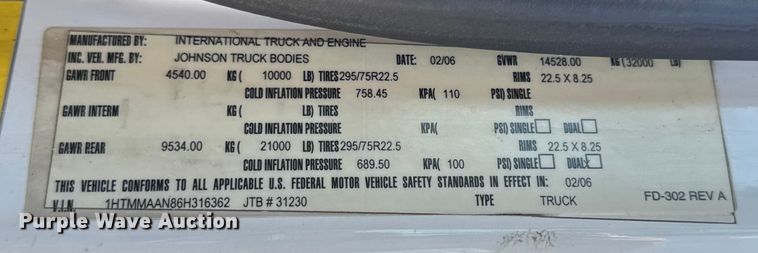 MANUFACTURED BY: INTERNATIONAL TRUCK AND ENGINE
INC. VEH. MFG. BY: JOHNSON TRUCK BODIES DATE: 02/06 GVWR 14528.00 KG (32000 LB)
GAWR FRONT 4540.00 KG( 10000 LB) TIRES 295/75R22.5 RIMS 22.5 X 8.25
COLD INFLATION PRESSURE 758.45 KPA( 110 PSI) SINGLE
GAWR INTERM KG( LB) TIRES RIMS
COLD INFLATION PRESSURE KPA( PSI) SINGLE DUAL
GAWR REAR 9534.00 KG( 21000 LB) TIRES 295/75R22.5 RIMS 22.5 X 8.25
COLD INFLATION PRESSURE 689.50 KPA( 100 PSI) SINGLE DUAL
THIS VEHICLE CONFORMS TO ALL APPLICABLE U.S. FEDERAL MOTOR VEHICLE SAFETY STANDARDS IN EFFECT IN: 02/06
V.I.N. 1HTMMAAN86H316362 JTB # 31230 TYPE TRUCK FD-302 REV A
Purple Wave Auction